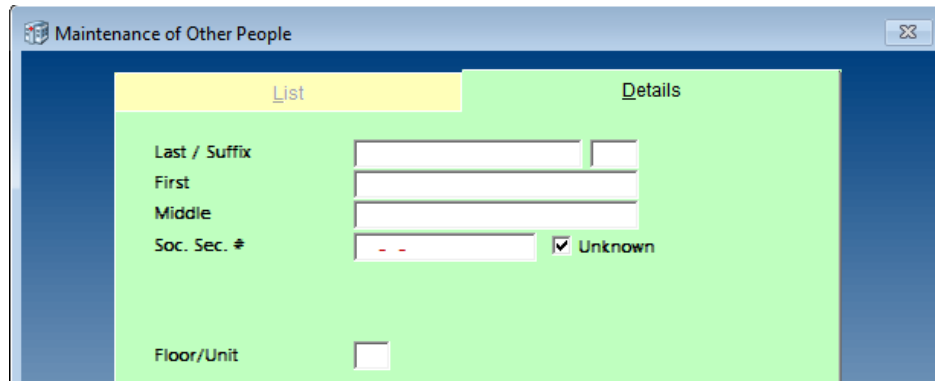 Maintenance of Other People
List Details
Last / Suffix
First
Middle
Soc. Sec. # - - Unknown
Floor/Unit